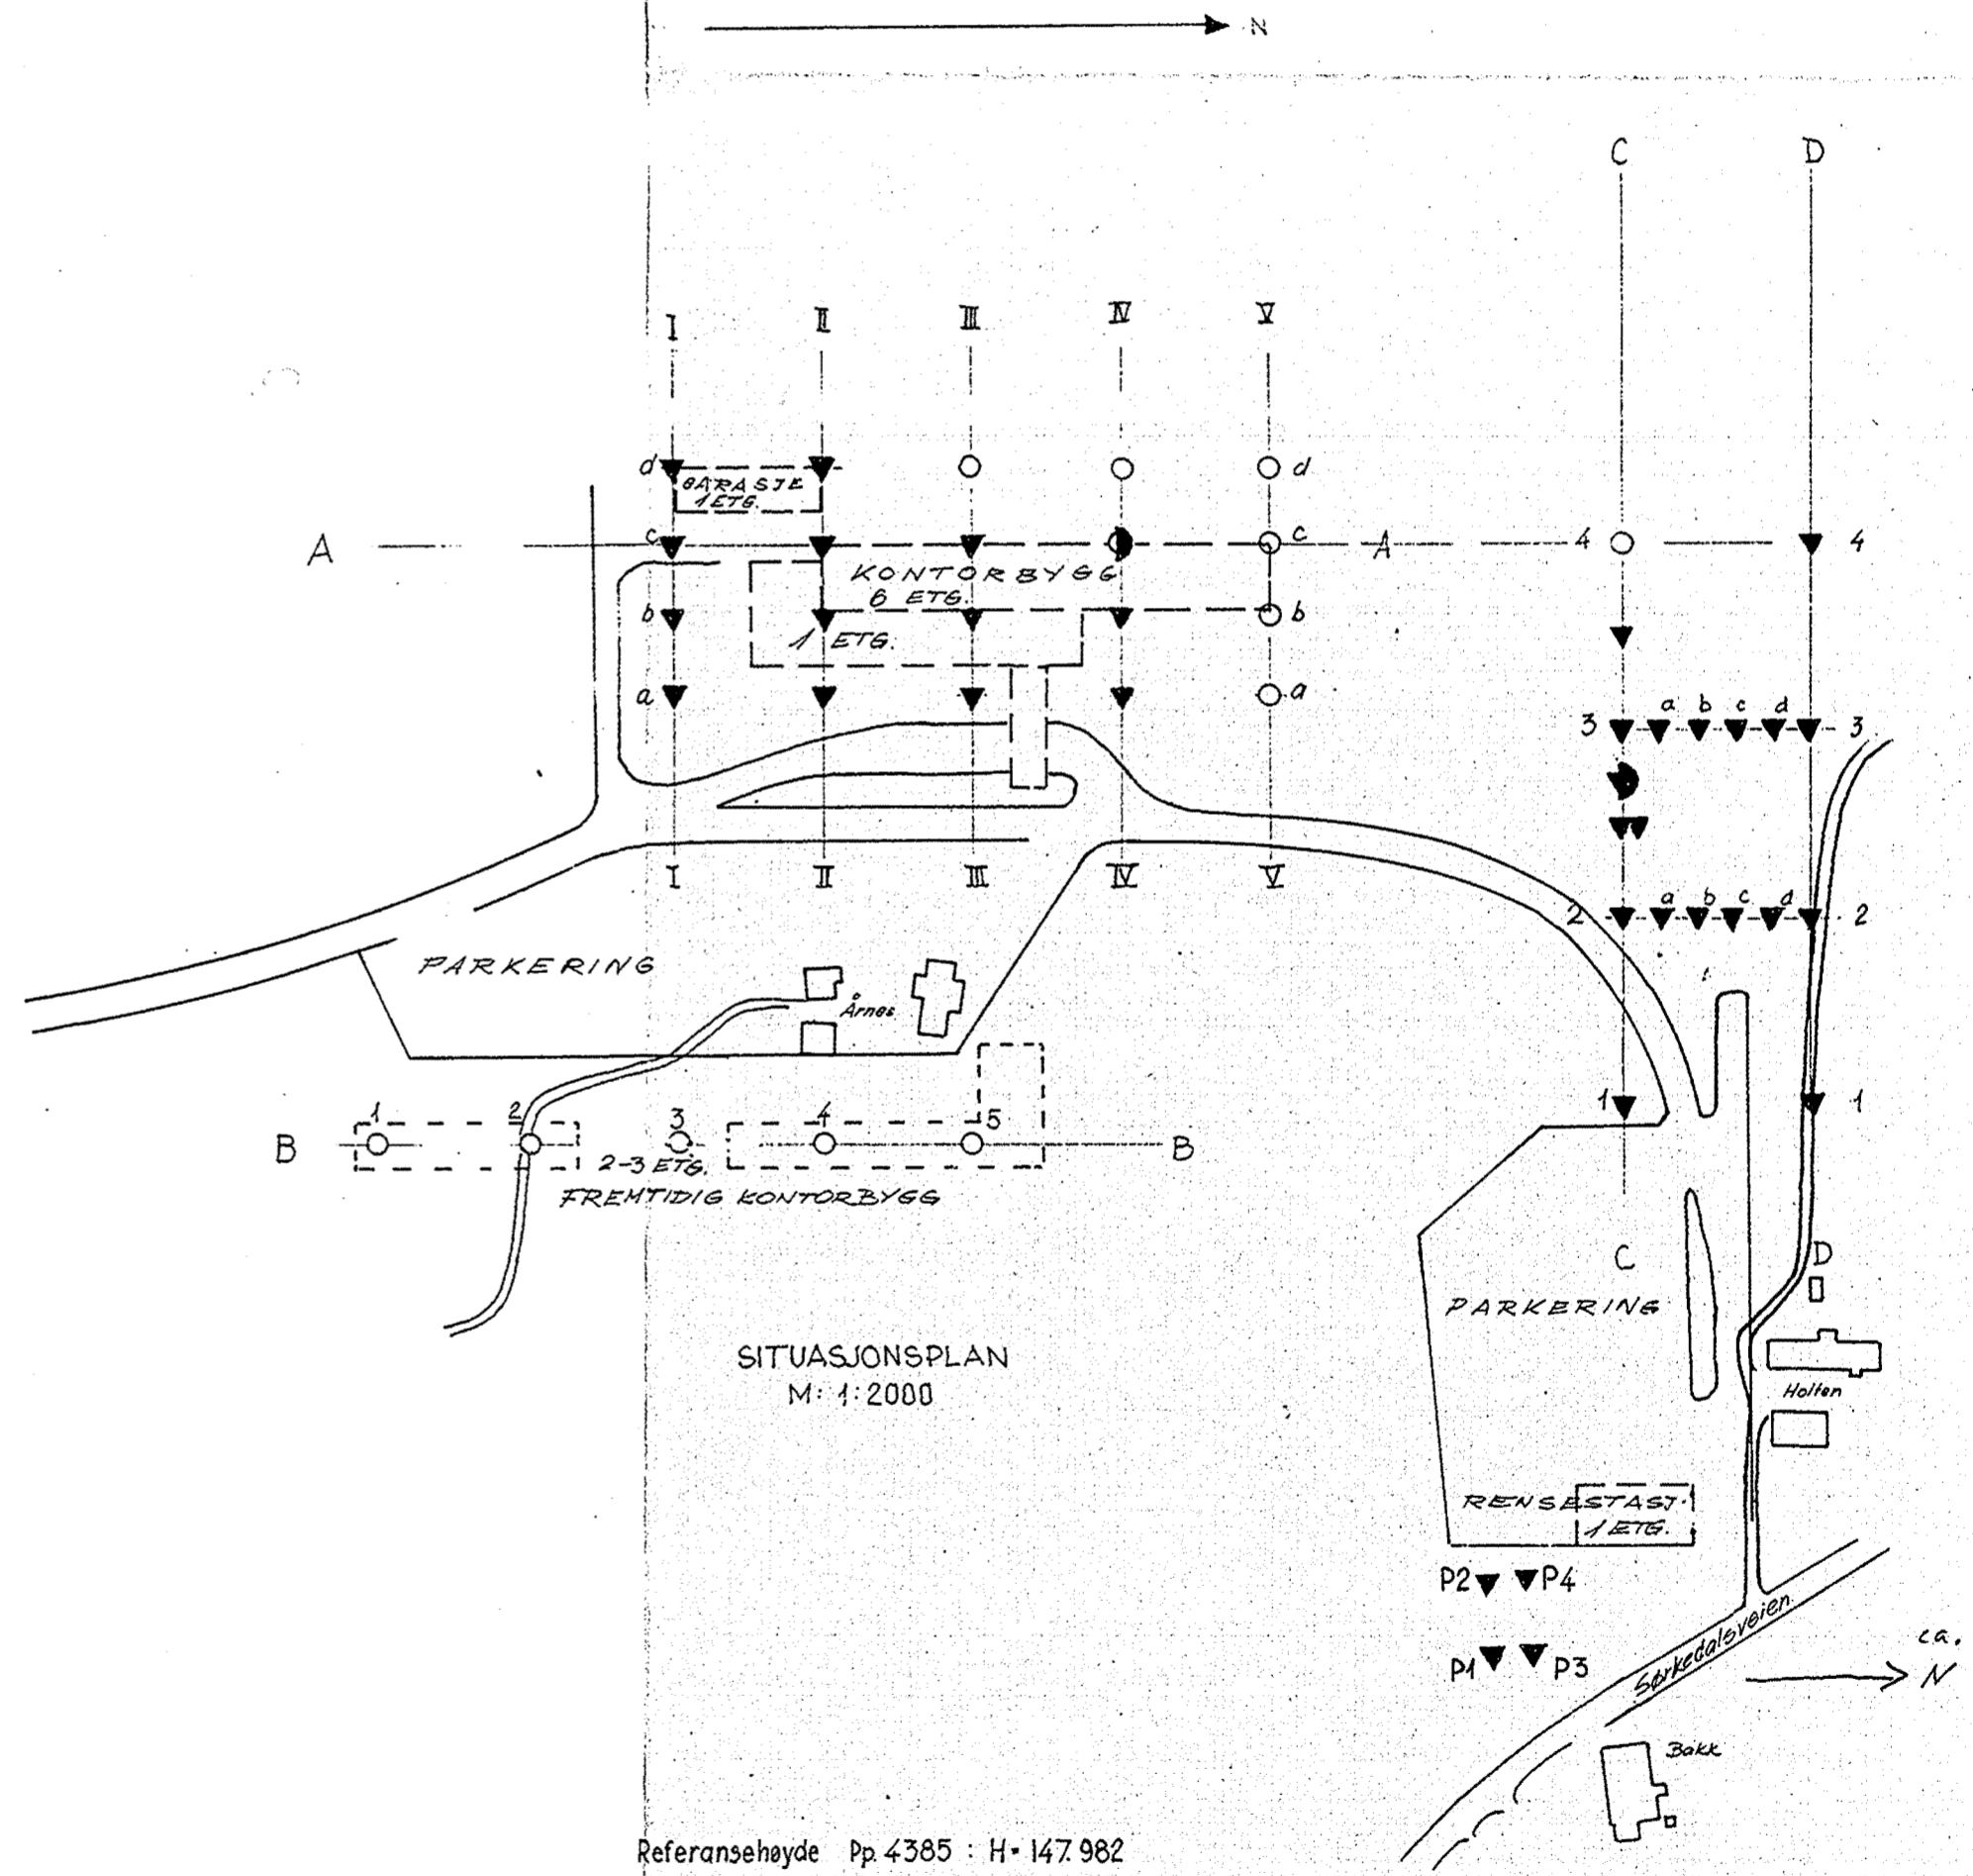 N
C D
I II III IV V
d d
GARASJE
1 ETG.
A c c A 4 4
KONTORBYGG
6 ETG.
b b
1 ETG.
a a
3 a b c d 3
I II III IV V
2 a b c d 2
PARKERING
Årnes
1 1
B 1 2 3 4 5 B
2-3 ETG.
FREMTIDIG KONTORBYGG
C D
PARKERING
SITUASJONSPLAN
M: 1:2000
Holten
RENSESTASJ.
1 ETG.
P2 P4
P1 P3
Sørkedalsveien
ca.
N
Bakk
Referansehøyde Pp. 4385 : H= 147.982